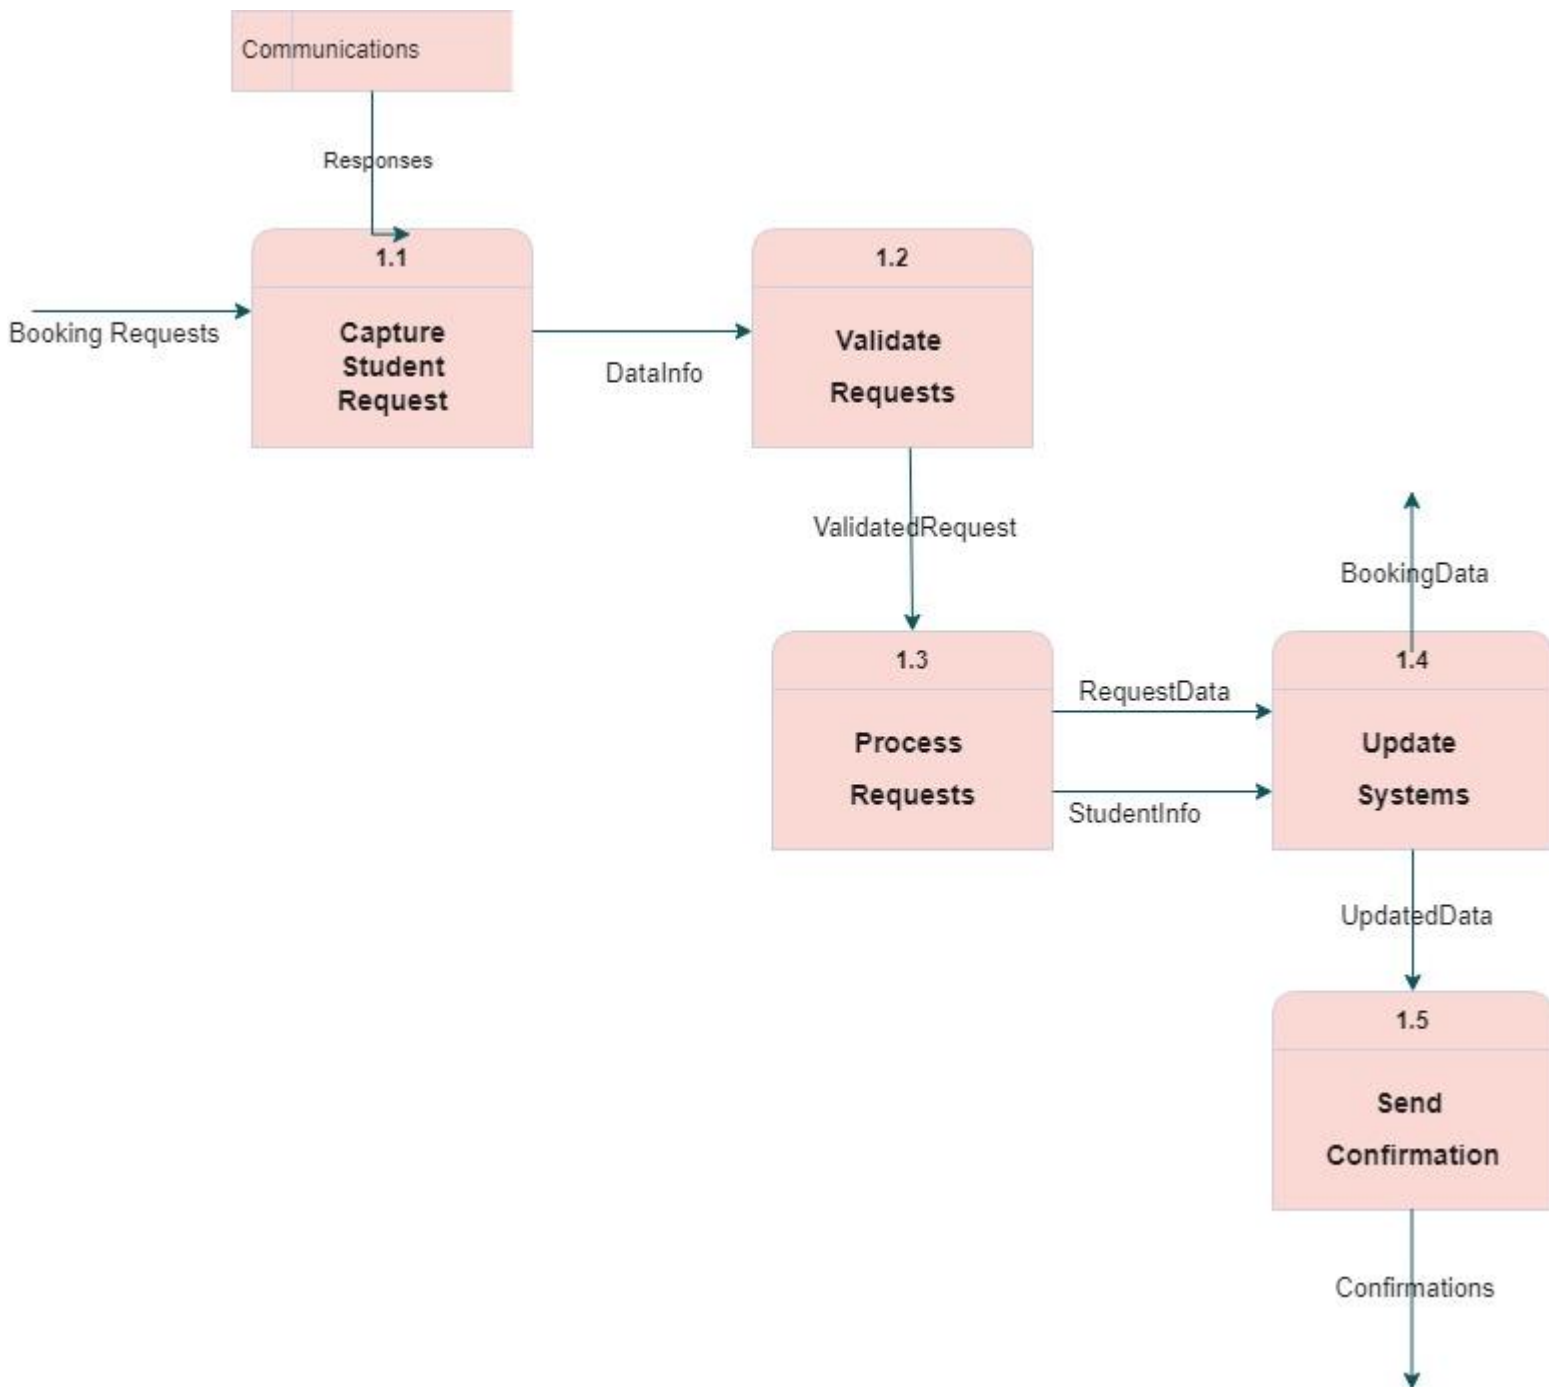 Communications
Responses
1.1
Capture
Student
Request
Booking Requests
DataInfo
1.2
Validate
Requests
ValidatedRequest
1.3
Process
Requests
RequestData
StudentInfo
BookingData
1.4
Update
Systems
UpdatedData
1.5
Send
Confirmation
Confirmations